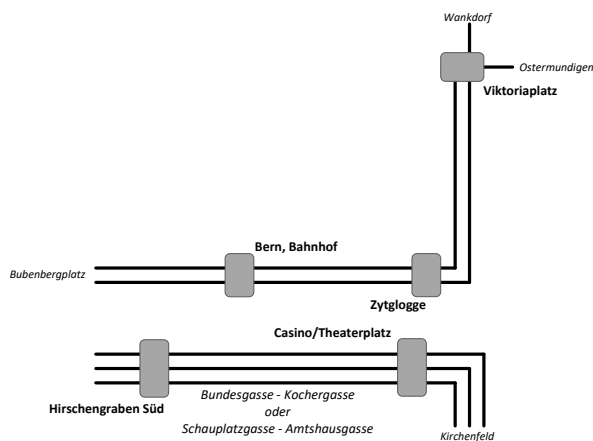 Wankdorf
Ostermundigen
Viktoriaplatz
Bern, Bahnhof
Bubenbergplatz
Zytglogge
Casino/Theaterplatz
Bundesgasse - Kochergasse
oder
Schauplatzgasse - Amtshausgasse
Hirschengraben Süd
Kirchenfeld